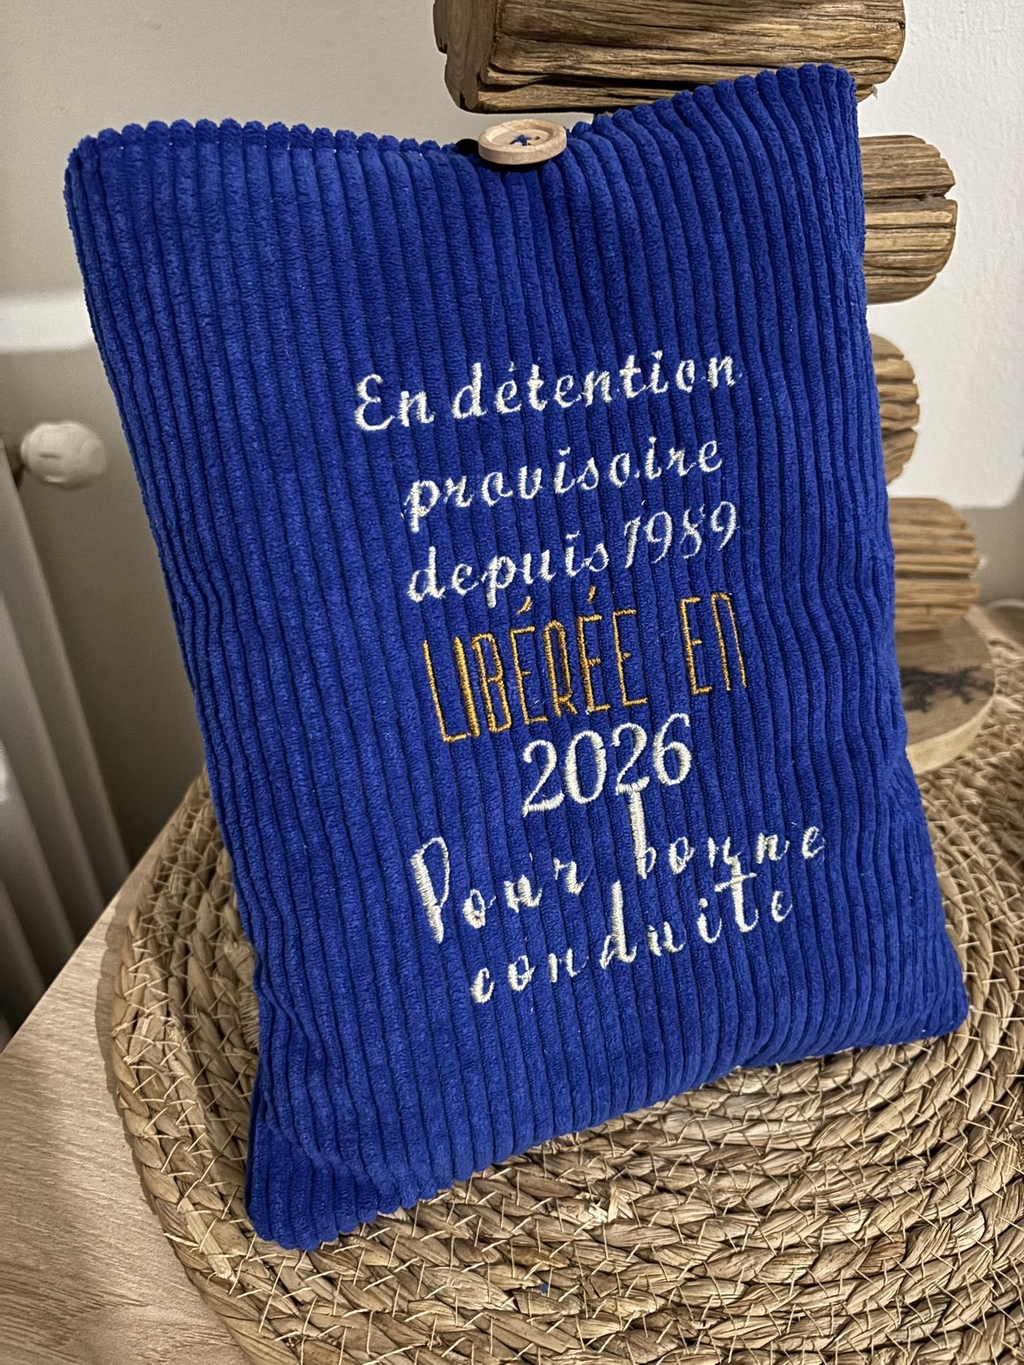 En détention
provisoire
depuis 1989
LIBÉRÉE EN
2026
Pour bonne
conduite